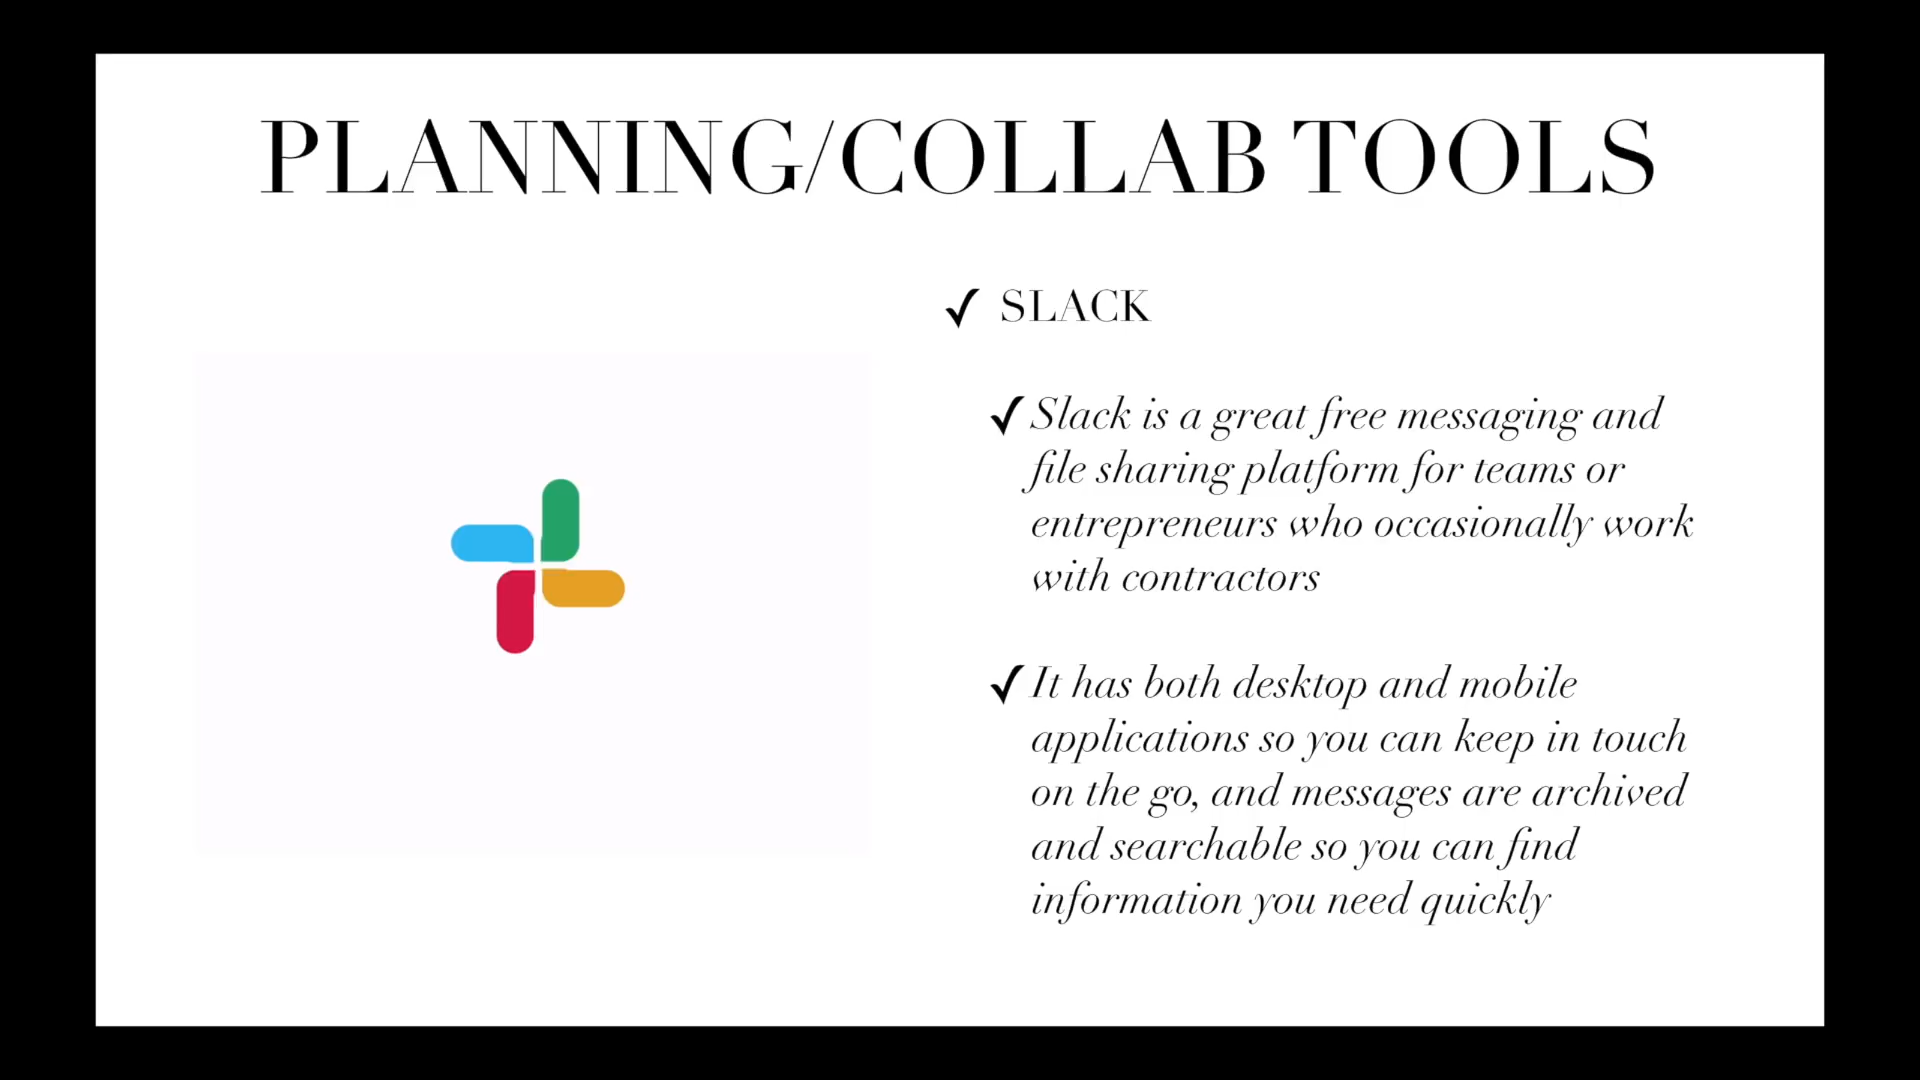 PLANNING/COLLAB TOOLS
✓ SLACK
✓ Slack is a great free messaging and
file sharing platform for teams or
entrepreneurs who occasionally work
with contractors
✓ It has both desktop and mobile
applications so you can keep in touch
on the go, and messages are archived
and searchable so you can find
information you need quickly